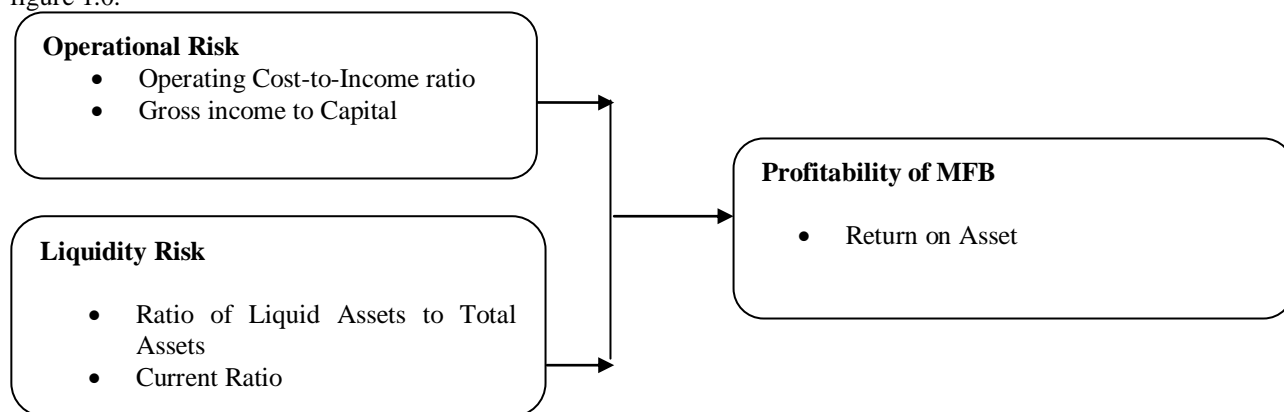 figure 1.0.
Operational Risk
• Operating Cost-to-Income ratio
• Gross income to Capital
Profitability of MFB
• Return on Asset
Liquidity Risk
• Ratio of Liquid Assets to Total
Assets
• Current Ratio